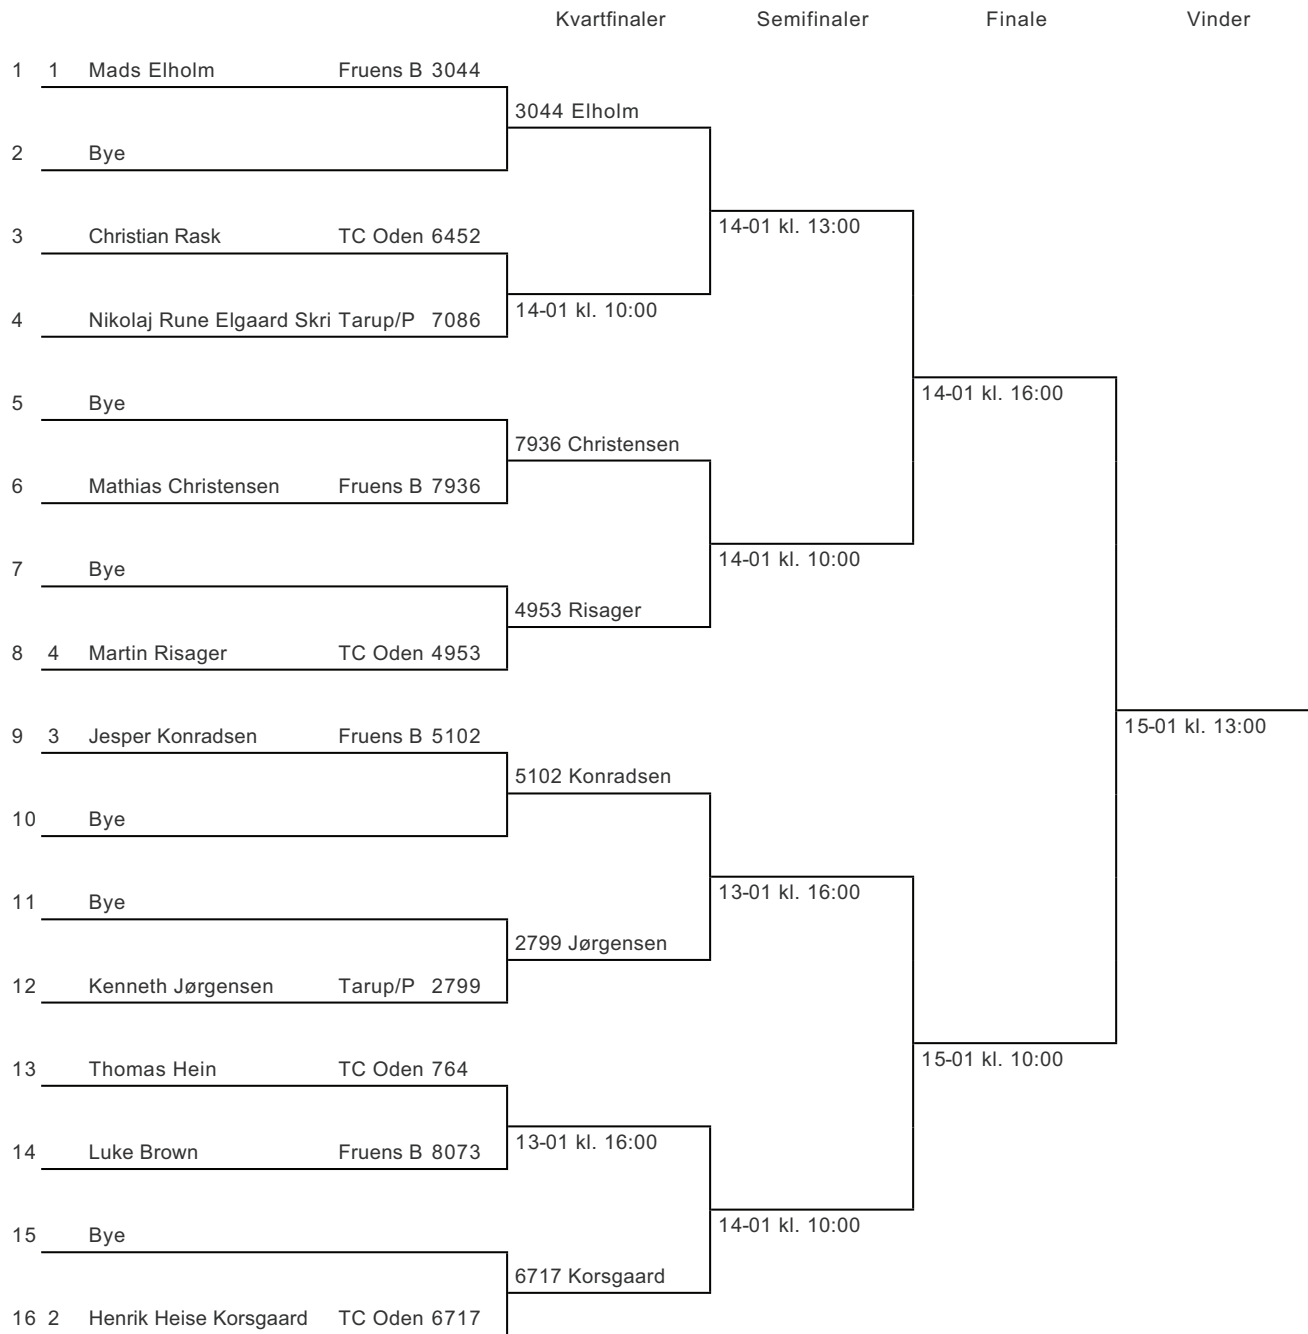 Kvartfinaler Semifinaler Finale Vinder
1 1 Mads Elholm Fruens B 3044
3044 Elholm
2 Bye
14-01 kl. 13:00
3 Christian Rask TC Oden 6452
14-01 kl. 10:00
4 Nikolaj Rune Elgaard Skri Tarup/P 7086
14-01 kl. 16:00
5 Bye
7936 Christensen
6 Mathias Christensen Fruens B 7936
14-01 kl. 10:00
7 Bye
4953 Risager
8 4 Martin Risager TC Oden 4953
15-01 kl. 13:00
9 3 Jesper Konradsen Fruens B 5102
5102 Konradsen
10 Bye
13-01 kl. 16:00
11 Bye
2799 Jørgensen
12 Kenneth Jørgensen Tarup/P 2799
15-01 kl. 10:00
13 Thomas Hein TC Oden 764
13-01 kl. 16:00
14 Luke Brown Fruens B 8073
14-01 kl. 10:00
15 Bye
6717 Korsgaard
16 2 Henrik Heise Korsgaard TC Oden 6717